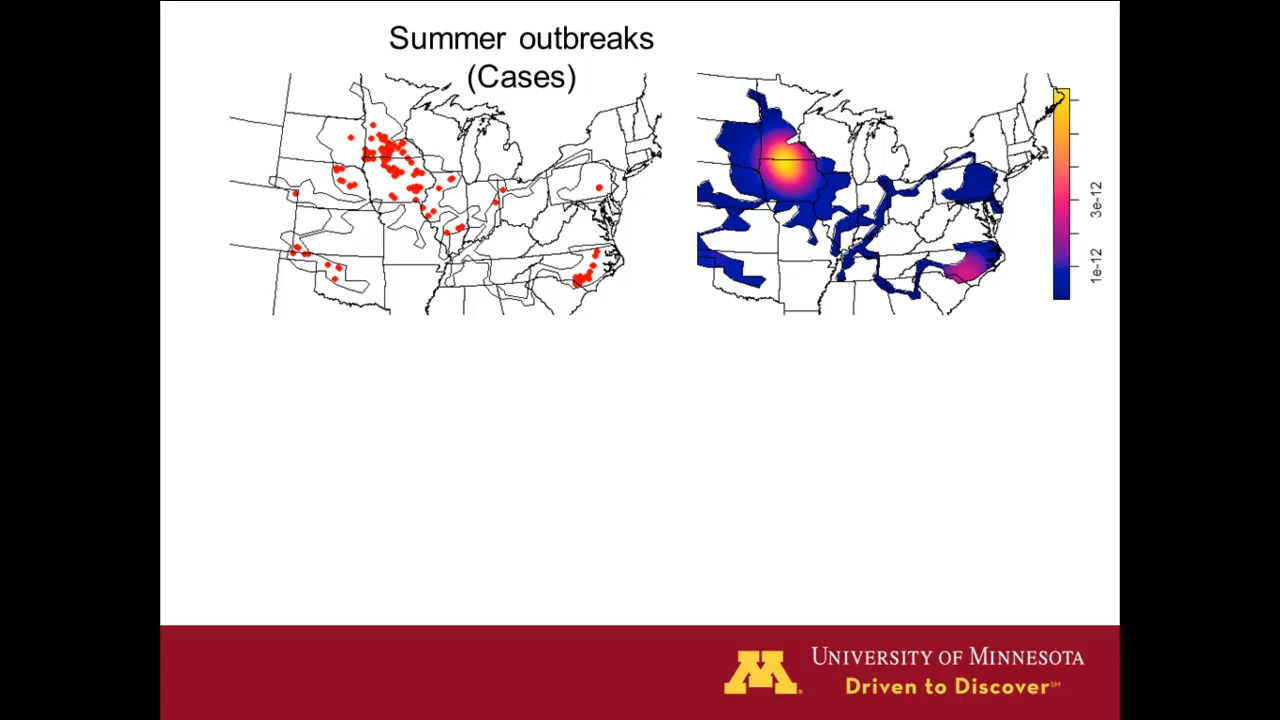 Summer outbreaks
(Cases)
3e-12
1e-12
M
UNIVERSITY OF MINNESOTA
Driven to Discover℠